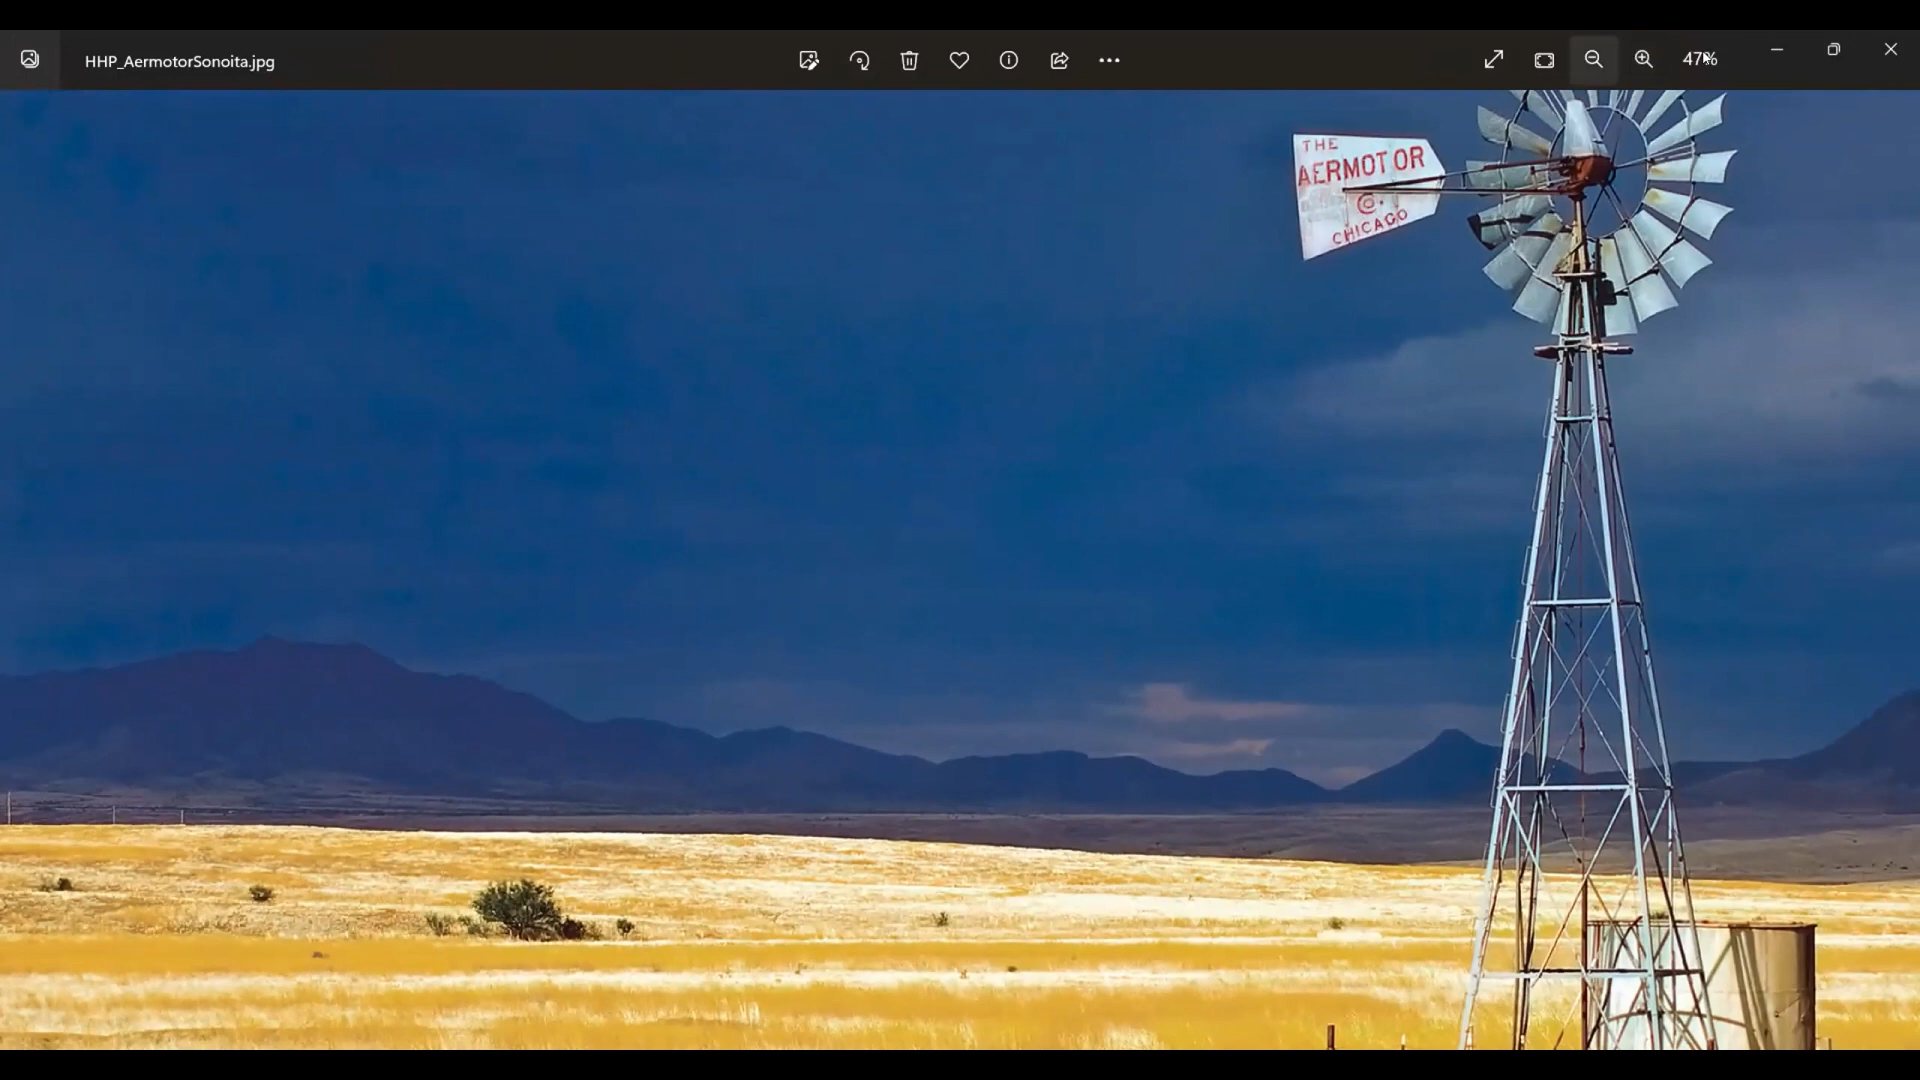 HHP_AermotorSonoita.jpg
47%
THE
AERMOTOR
CO.
CHICAGO